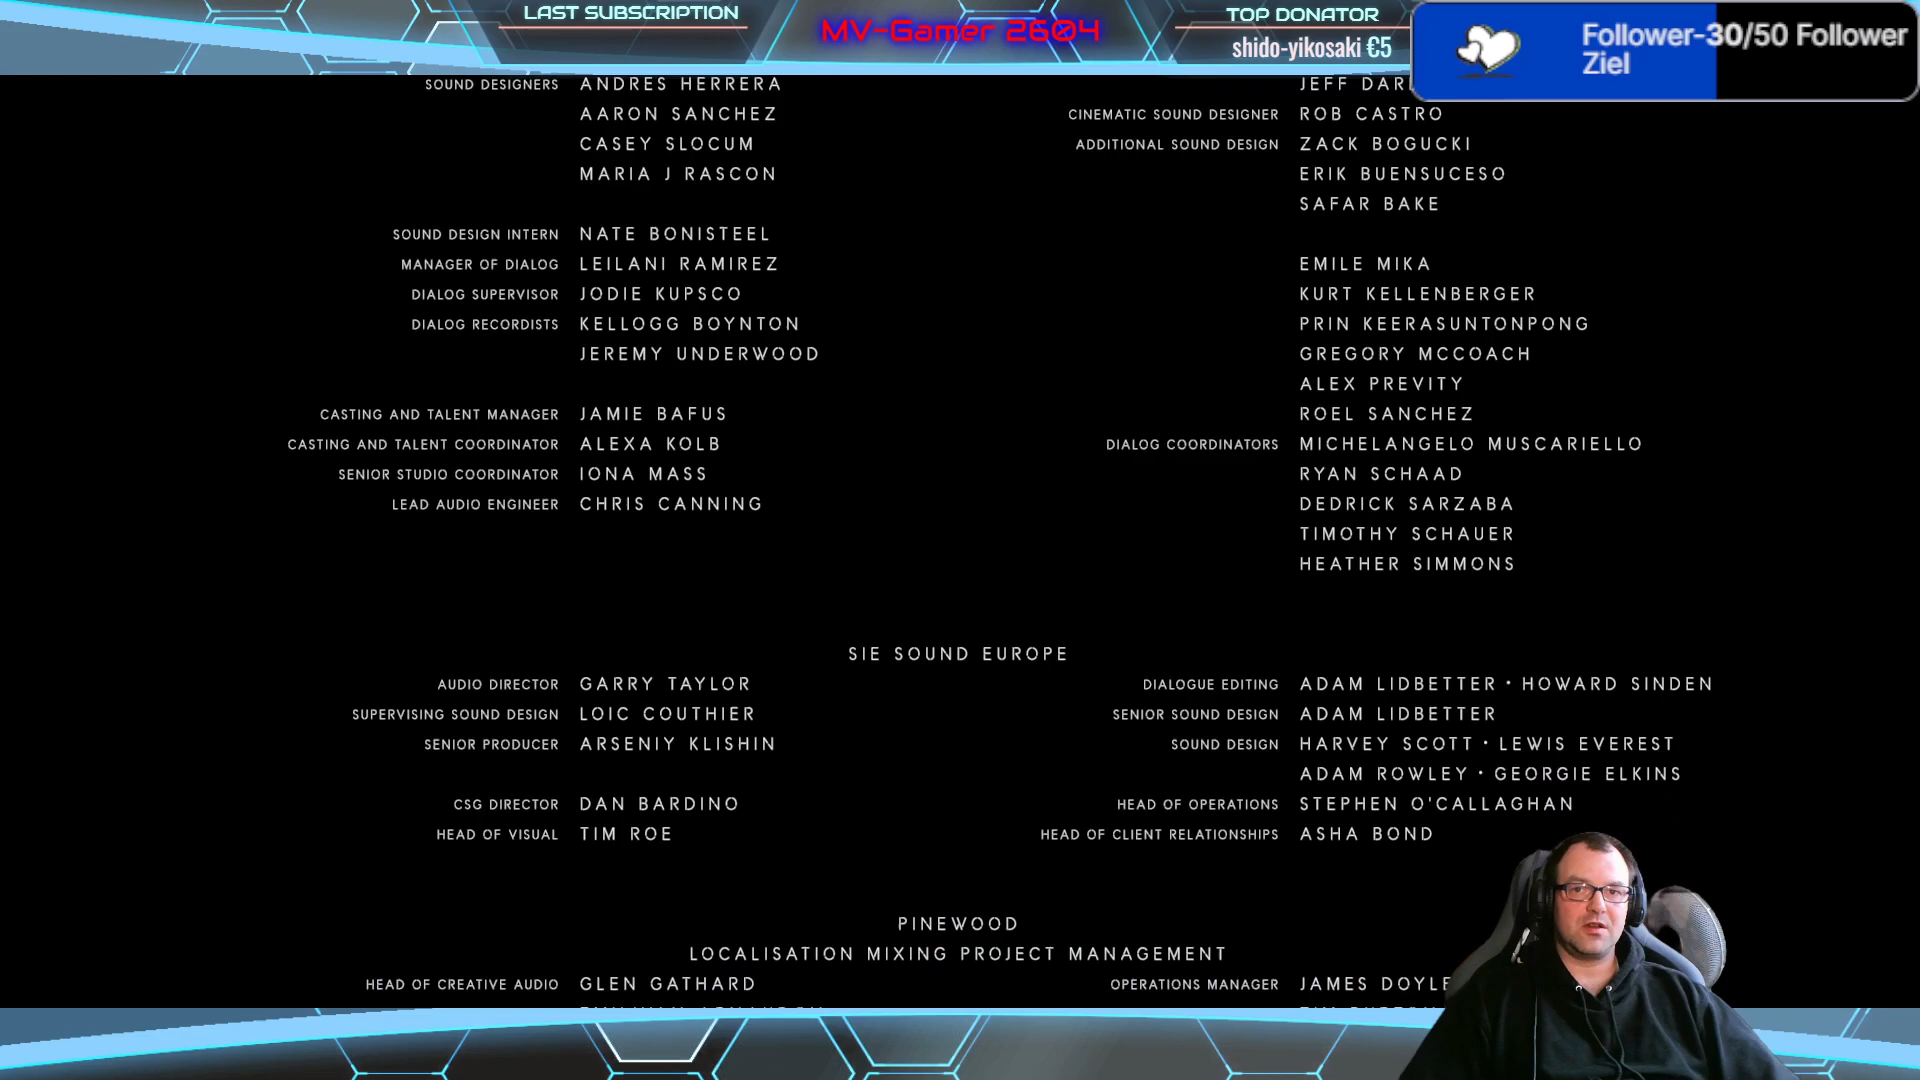 LAST SUBSCRIPTION
MV-Gamer 2604
TOP DONATOR
shido-yikosaki €5
Follower-30/50 Follower
Ziel
SOUND DESIGNERS ANDRES HERRERA
AARON SANCHEZ
CASEY SLOCUM
MARIA J RASCON
SOUND DESIGN INTERN NATE BONISTEEL
MANAGER OF DIALOG LEILANI RAMIREZ
DIALOG SUPERVISOR JODIE KUPSCO
DIALOG RECORDISTS KELLOGG BOYNTON
JEREMY UNDERWOOD
CASTING AND TALENT MANAGER JAMIE BAFUS
CASTING AND TALENT COORDINATOR ALEXA KOLB
SENIOR STUDIO COORDINATOR IONA MASS
LEAD AUDIO ENGINEER CHRIS CANNING
JEFF
CINEMATIC SOUND DESIGNER ROB CASTRO
ADDITIONAL SOUND DESIGN ZACK BOGUCKI
ERIK BUENSUCESO
SAFAR BAKE
EMILE MIKA
KURT KELLENBERGER
PRIN KEERASUNTONPONG
GREGORY MCCOACH
ALEX PREVITY
ROEL SANCHEZ
DIALOG COORDINATORS MICHELANGELO MUSCARIELLO
RYAN SCHAAD
DEDRICK SARZABA
TIMOTHY SCHAUER
HEATHER SIMMONS
SIE SOUND EUROPE
AUDIO DIRECTOR GARRY TAYLOR
SUPERVISING SOUND DESIGN LOIC COUTHIER
SENIOR PRODUCER ARSENIY KLISHIN
CSG DIRECTOR DAN BARDINO
HEAD OF VISUAL TIM ROE
DIALOGUE EDITING ADAM LIDBETTER • HOWARD SINDEN
SENIOR SOUND DESIGN ADAM LIDBETTER
SOUND DESIGN HARVEY SCOTT • LEWIS EVEREST
ADAM ROWLEY • GEORGIE ELKINS
HEAD OF OPERATIONS STEPHEN O'CALLAGHAN
HEAD OF CLIENT RELATIONSHIPS ASHA BOND
PINEWOOD
LOCALISATION MIXING PROJECT MANAGEMENT
HEAD OF CREATIVE AUDIO GLEN GATHARD
OPERATIONS MANAGER JAMES DOYLE